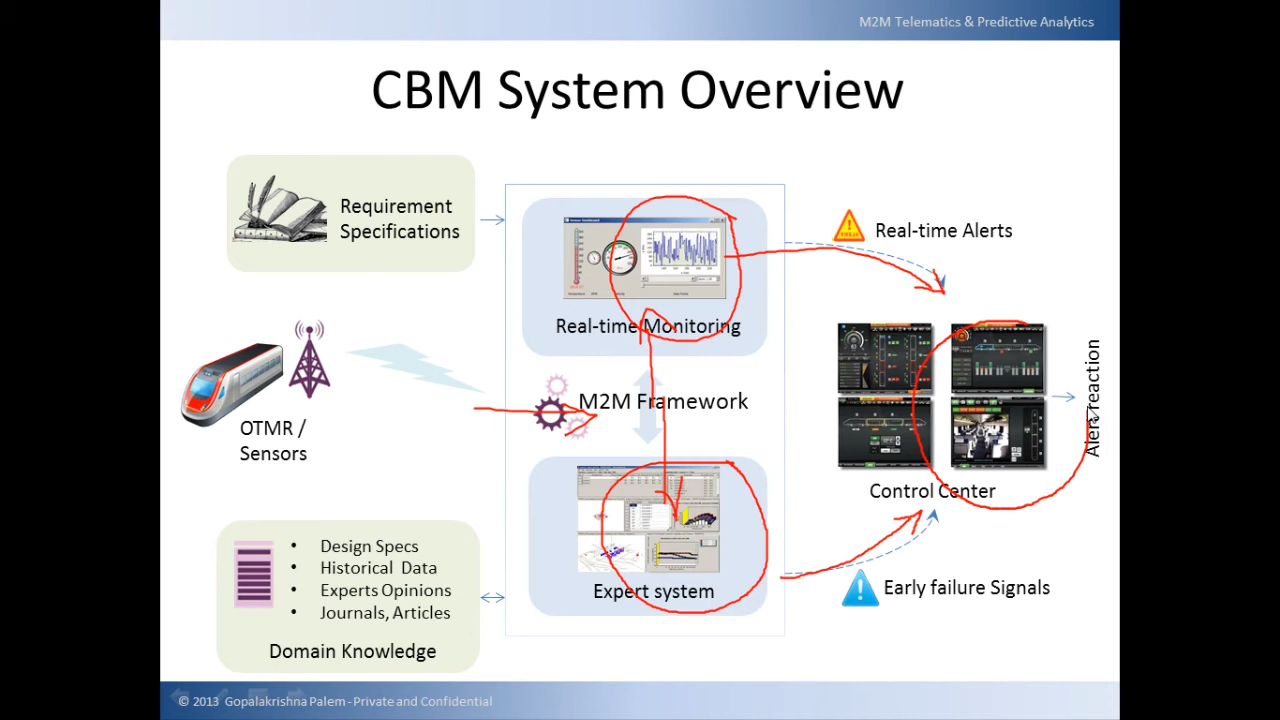 M2M Telematics & Predictive Analytics
CBM System Overview
Requirement
Specifications
Real-time Monitoring
Real-time Alerts
OTMR /
Sensors
M2M Framework
Alert reaction
Control Center
Design Specs
Historical Data
Experts Opinions
Journals, Articles
Domain Knowledge
Expert system
Early failure Signals
© 2013 Gopalakrishna Palem - Private and Confidential